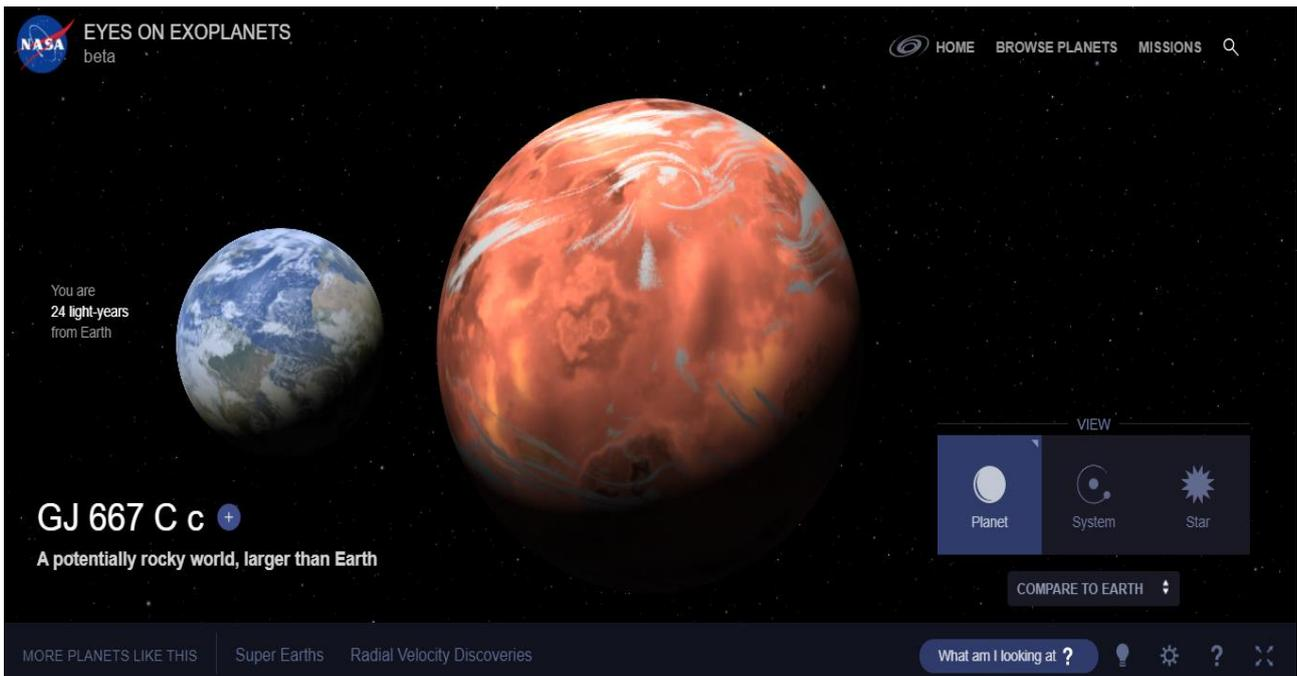 NASA
EYES ON EXOPLANETS
beta
HOME BROWSE PLANETS MISSIONS
You are
24 light-years
from Earth
GJ 667 C c +
A potentially rocky world, larger than Earth
VIEW
Planet System Star
COMPARE TO EARTH
MORE PLANETS LIKE THIS Super Earths Radial Velocity Discoveries
What am I looking at ? ?